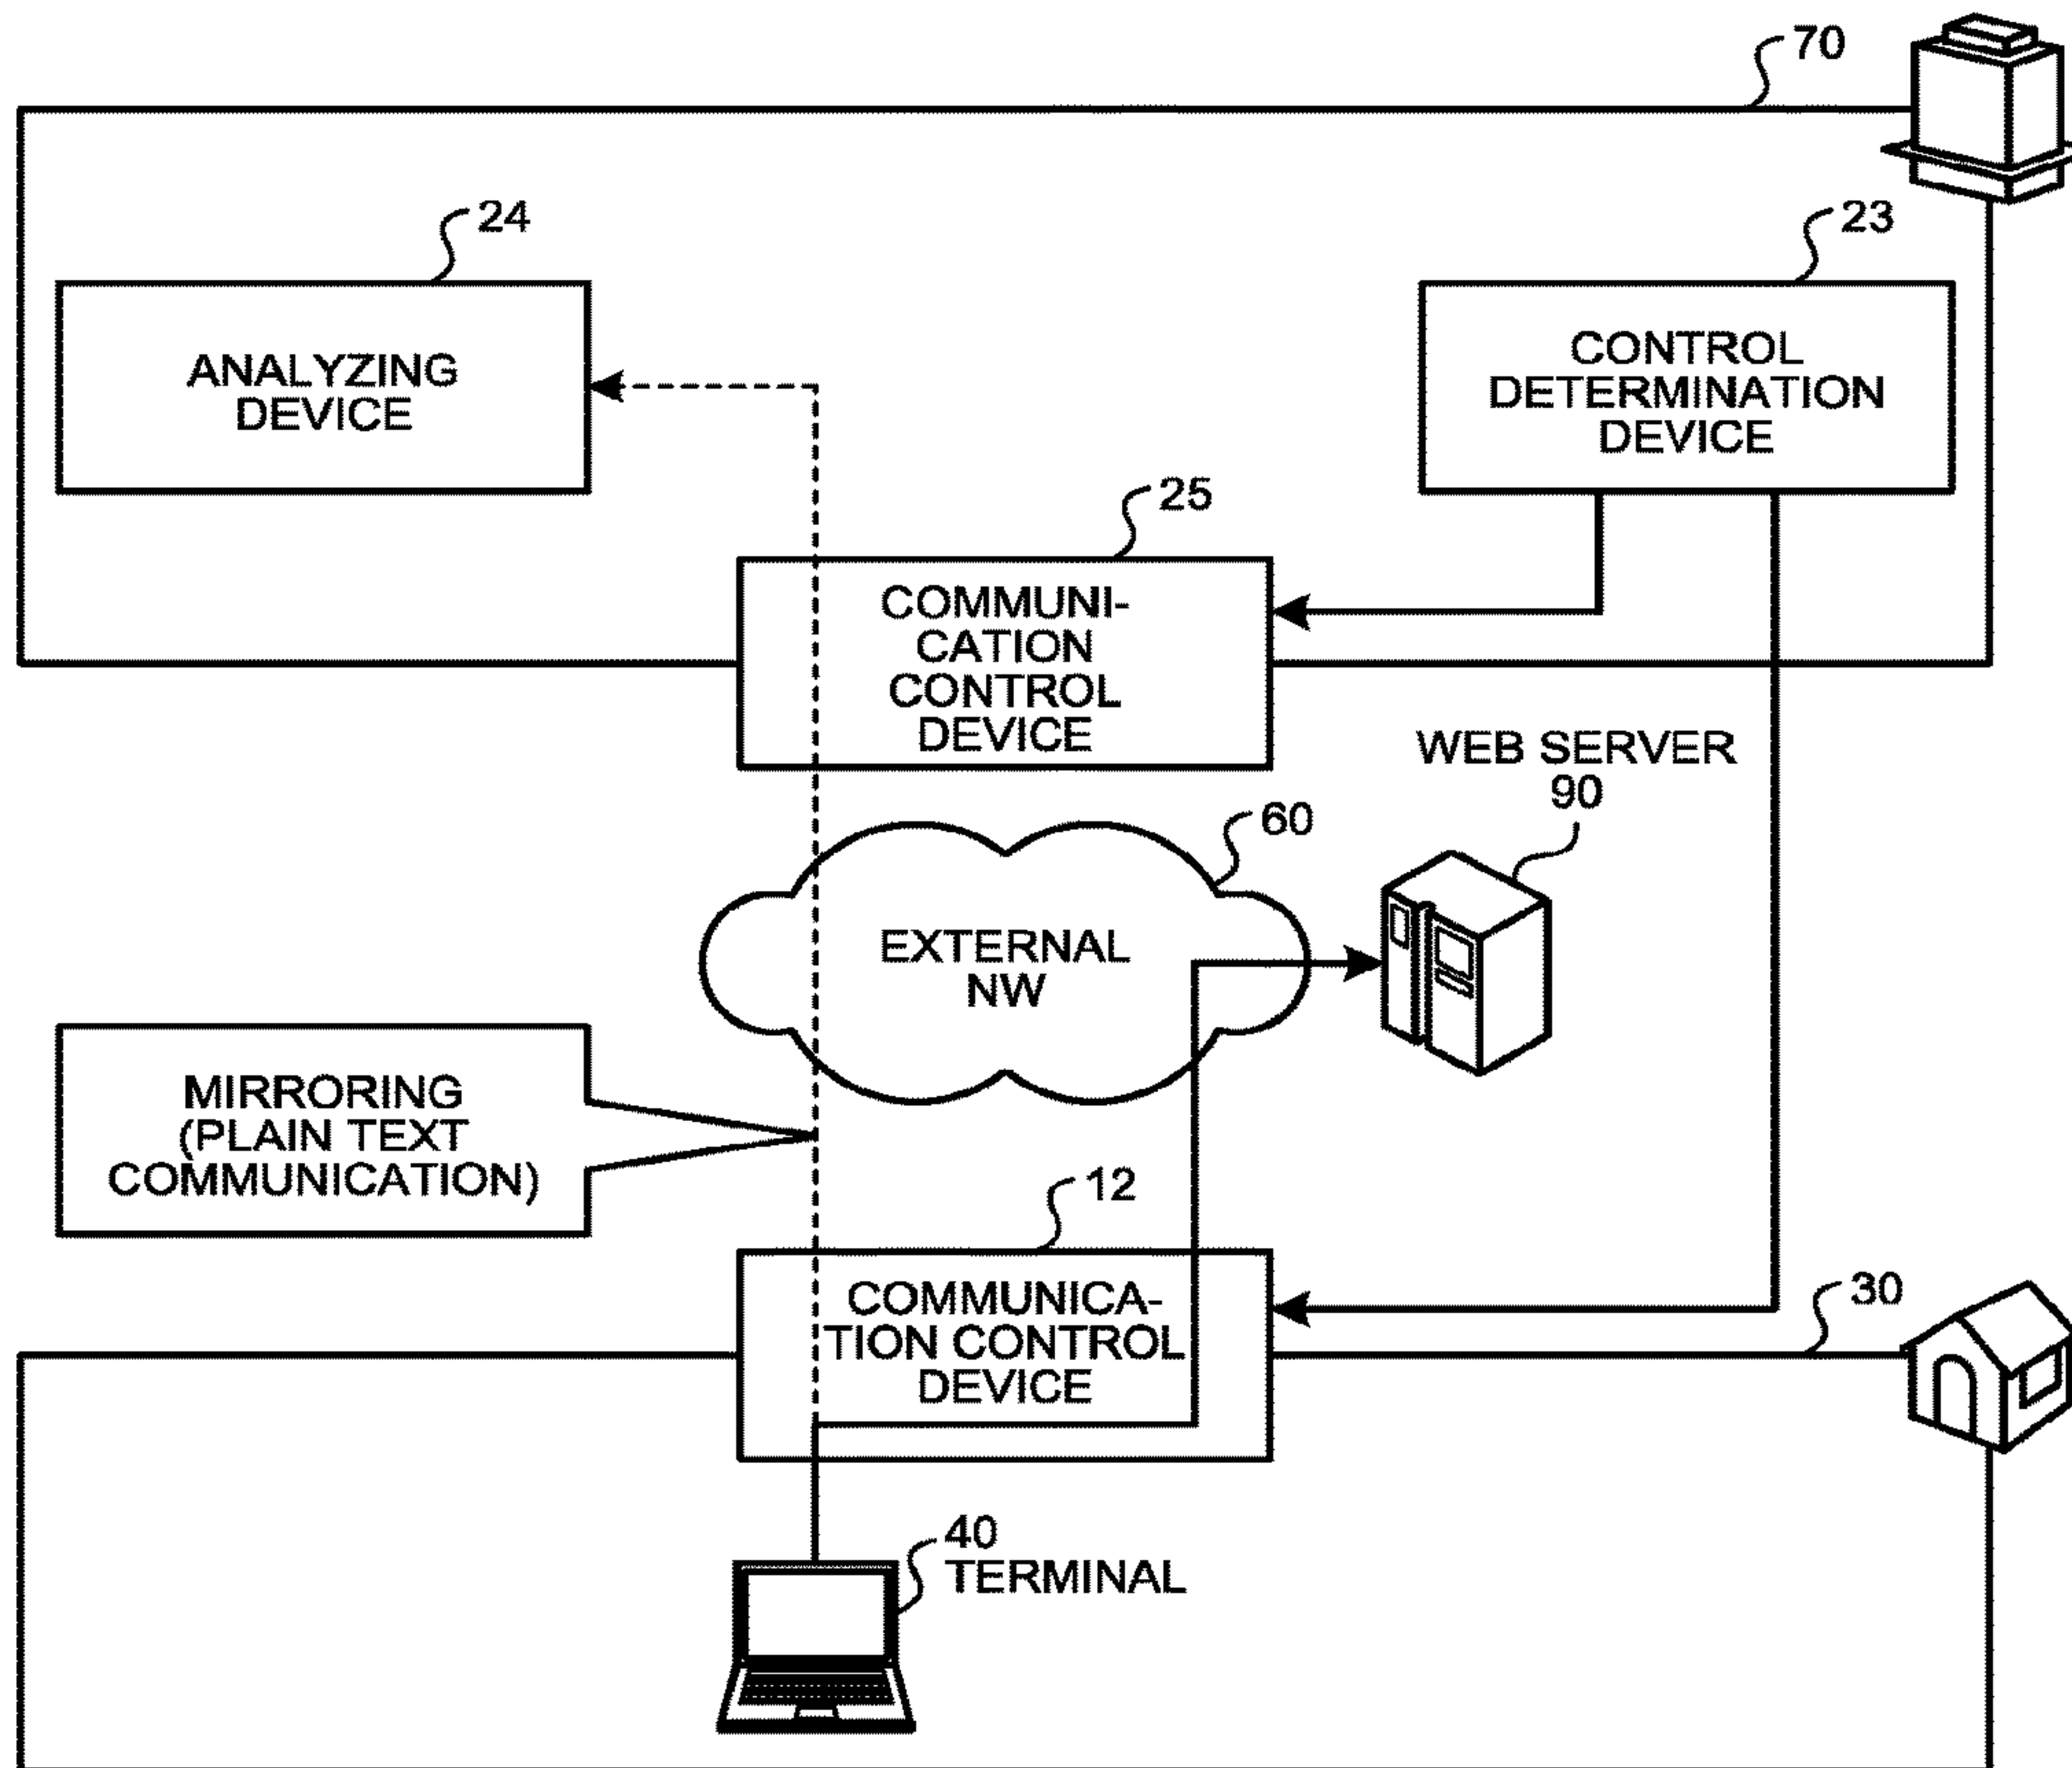 70
24
23
ANALYZING
DEVICE
CONTROL
DETERMINATION
DEVICE
25
COMMUNI-
CATION
CONTROL
DEVICE
WEB SERVER
90
60
EXTERNAL
NW
MIRRORING
(PLAIN TEXT
COMMUNICATION)
12
COMMUNICA-
TION CONTROL
DEVICE
30
40
TERMINAL